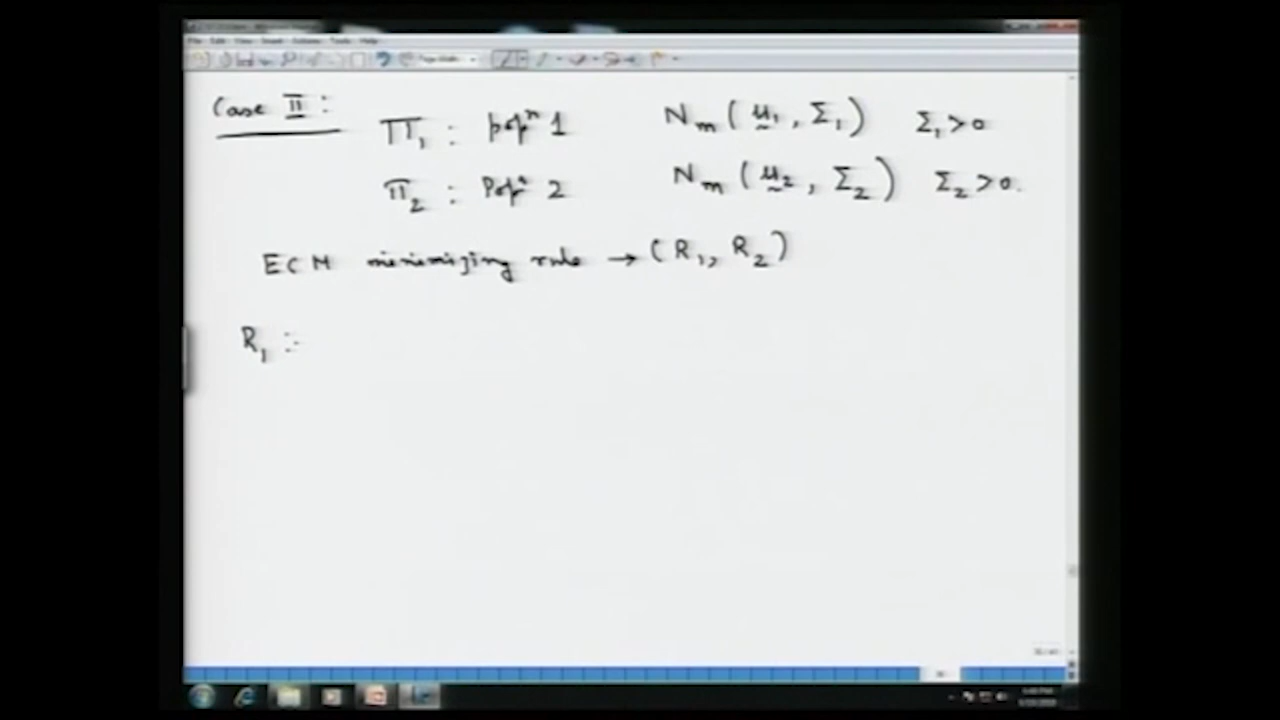 Case II :
Π₁ : popⁿ 1 Nₘ ( μ₁ , Σ₁ ) Σ₁ > 0
Π₂ : Popⁿ 2 Nₘ ( μ₂ , Σ₂ ) Σ₂ > 0.
ECM minimizing rule → ( R₁, R₂ )
R₁ :